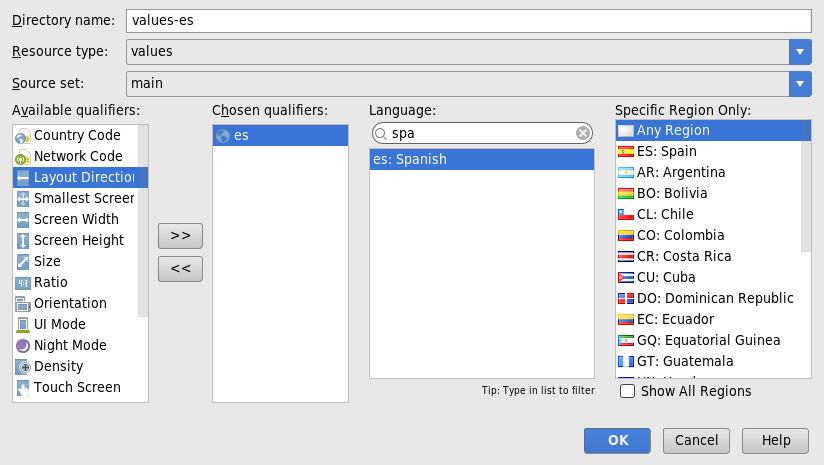 Directory name: values-es
Resource type: values
Source set: main
Available qualifiers:
Country Code
Network Code
Layout Direction
Smallest Screen
Screen Width
Screen Height
Size
Ratio
Orientation
UI Mode
Night Mode
Density
Touch Screen
>>
<<
Chosen qualifiers:
es
Language:
spa
es: Spanish
Tip: Type in list to filter
Specific Region Only:
Any Region
ES: Spain
AR: Argentina
BO: Bolivia
CL: Chile
CO: Colombia
CR: Costa Rica
CU: Cuba
DO: Dominican Republic
EC: Ecuador
GQ: Equatorial Guinea
GT: Guatemala
Show All Regions
OK Cancel Help